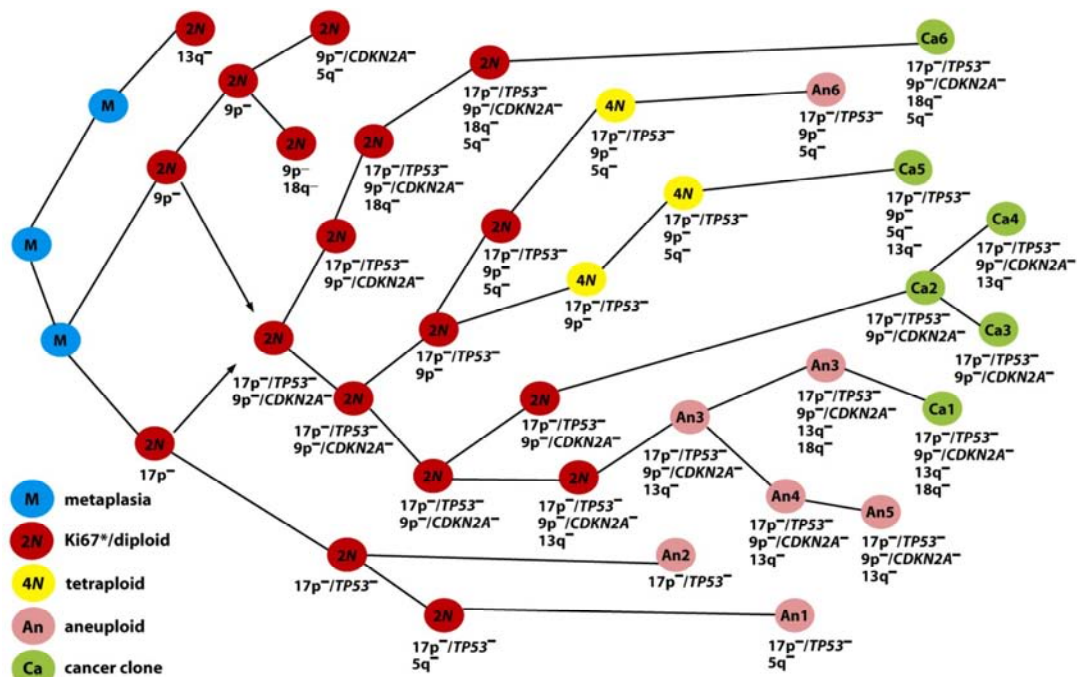 2N
13q⁻
2N
9p⁻/CDKN2A⁻
5q⁻
2N
9p⁻
M
2N
9p⁻
18q⁻
2N
9p⁻
M
M
2N
17p⁻
2N
17p⁻/TP53⁻
9p⁻/CDKN2A⁻
18q⁻
5q⁻
Ca6
17p⁻/TP53⁻
9p⁻/CDKN2A⁻
18q⁻
5q⁻
2N
17p⁻/TP53⁻
9p⁻/CDKN2A⁻
18q⁻
2N
17p⁻/TP53⁻
9p⁻/CDKN2A⁻
2N
17p⁻/TP53⁻
9p⁻/CDKN2A⁻
4N
17p⁻/TP53⁻
9p⁻
5q⁻
An6
17p⁻/TP53⁻
9p⁻
5q⁻
2N
17p⁻/TP53⁻
9p⁻
5q⁻
4N
17p⁻/TP53⁻
9p⁻
5q⁻
Ca5
17p⁻/TP53⁻
9p⁻
5q⁻
13q⁻
4N
17p⁻/TP53⁻
9p⁻
2N
17p⁻/TP53⁻
9p⁻
Ca4
17p⁻/TP53⁻
9p⁻/CDKN2A⁻
13q⁻
Ca2
17p⁻/TP53⁻
9p⁻/CDKN2A⁻
Ca3
17p⁻/TP53⁻
9p⁻/CDKN2A⁻
2N
17p⁻/TP53⁻
9p⁻/CDKN2A⁻
2N
17p⁻/TP53⁻
9p⁻/CDKN2A⁻
2N
17p⁻/TP53⁻
9p⁻/CDKN2A⁻
2N
17p⁻/TP53⁻
9p⁻/CDKN2A⁻
13q⁻
An3
17p⁻/TP53⁻
9p⁻/CDKN2A⁻
13q⁻
An3
17p⁻/TP53⁻
9p⁻/CDKN2A⁻
13q⁻
18q⁻
Ca1
17p⁻/TP53⁻
9p⁻/CDKN2A⁻
13q⁻
18q⁻
An4
17p⁻/TP53⁻
9p⁻/CDKN2A⁻
13q⁻
An5
17p⁻/TP53⁻
9p⁻/CDKN2A⁻
13q⁻
2N
17p⁻/TP53⁻
An2
17p⁻/TP53⁻
2N
17p⁻/TP53⁻
5q⁻
An1
17p⁻/TP53⁻
5q⁻
M metaplasia
2N Ki67*/diploid
4N tetraploid
An aneuploid
Ca cancer clone